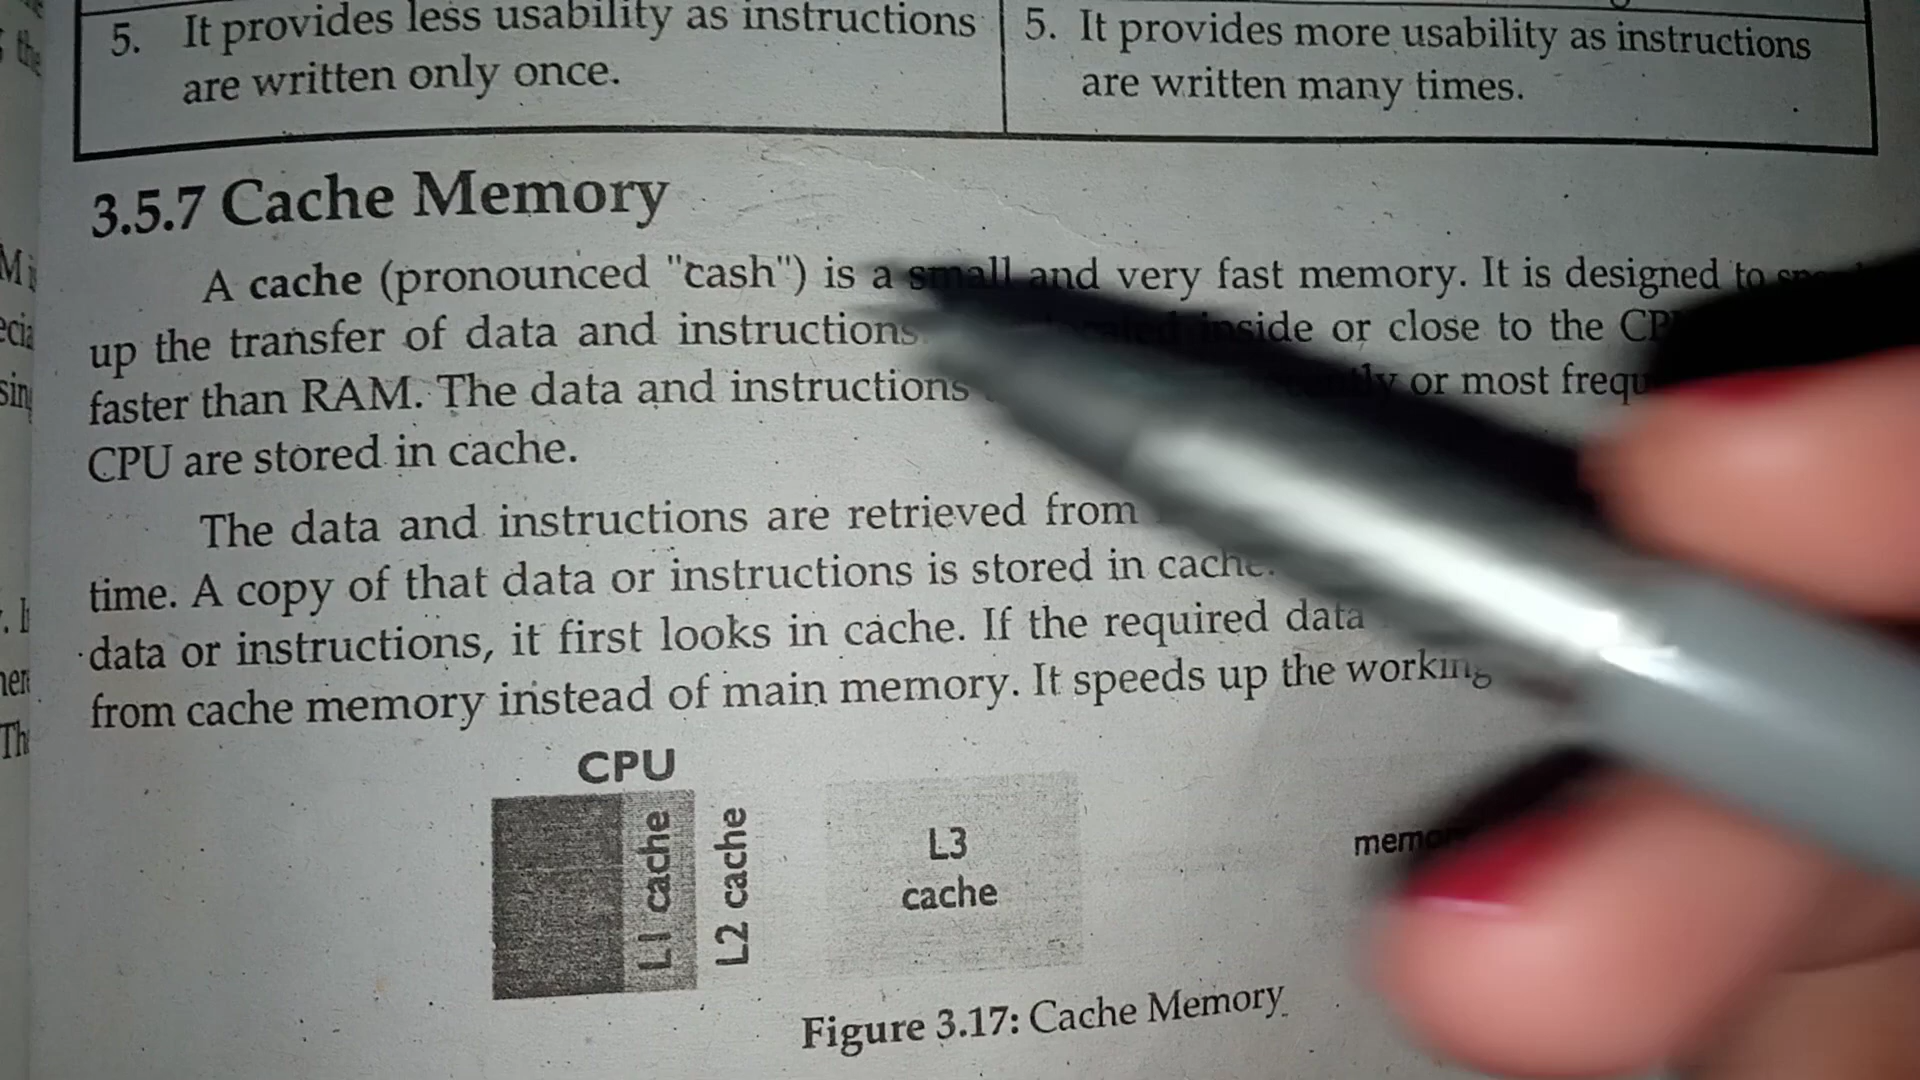 5. It provides less usability as instructions
are written only once.
5. It provides more usability as instructions
are written many times.
3.5.7 Cache Memory
A cache (pronounced "cash") is a small and very fast memory. It is designed to
up the transfer of data and instructions. located inside or close to the
faster than RAM. The data and instructions or most
CPU are stored in cache.
The data and instructions are retrieved from
time. A copy of that data or instructions is stored in cache.
data or instructions, it first looks in cache. If the required data
from cache memory instead of main memory. It speeds up the working
CPU
L1 cache
L2 cache
L3
cache
Figure 3.17: Cache Memory